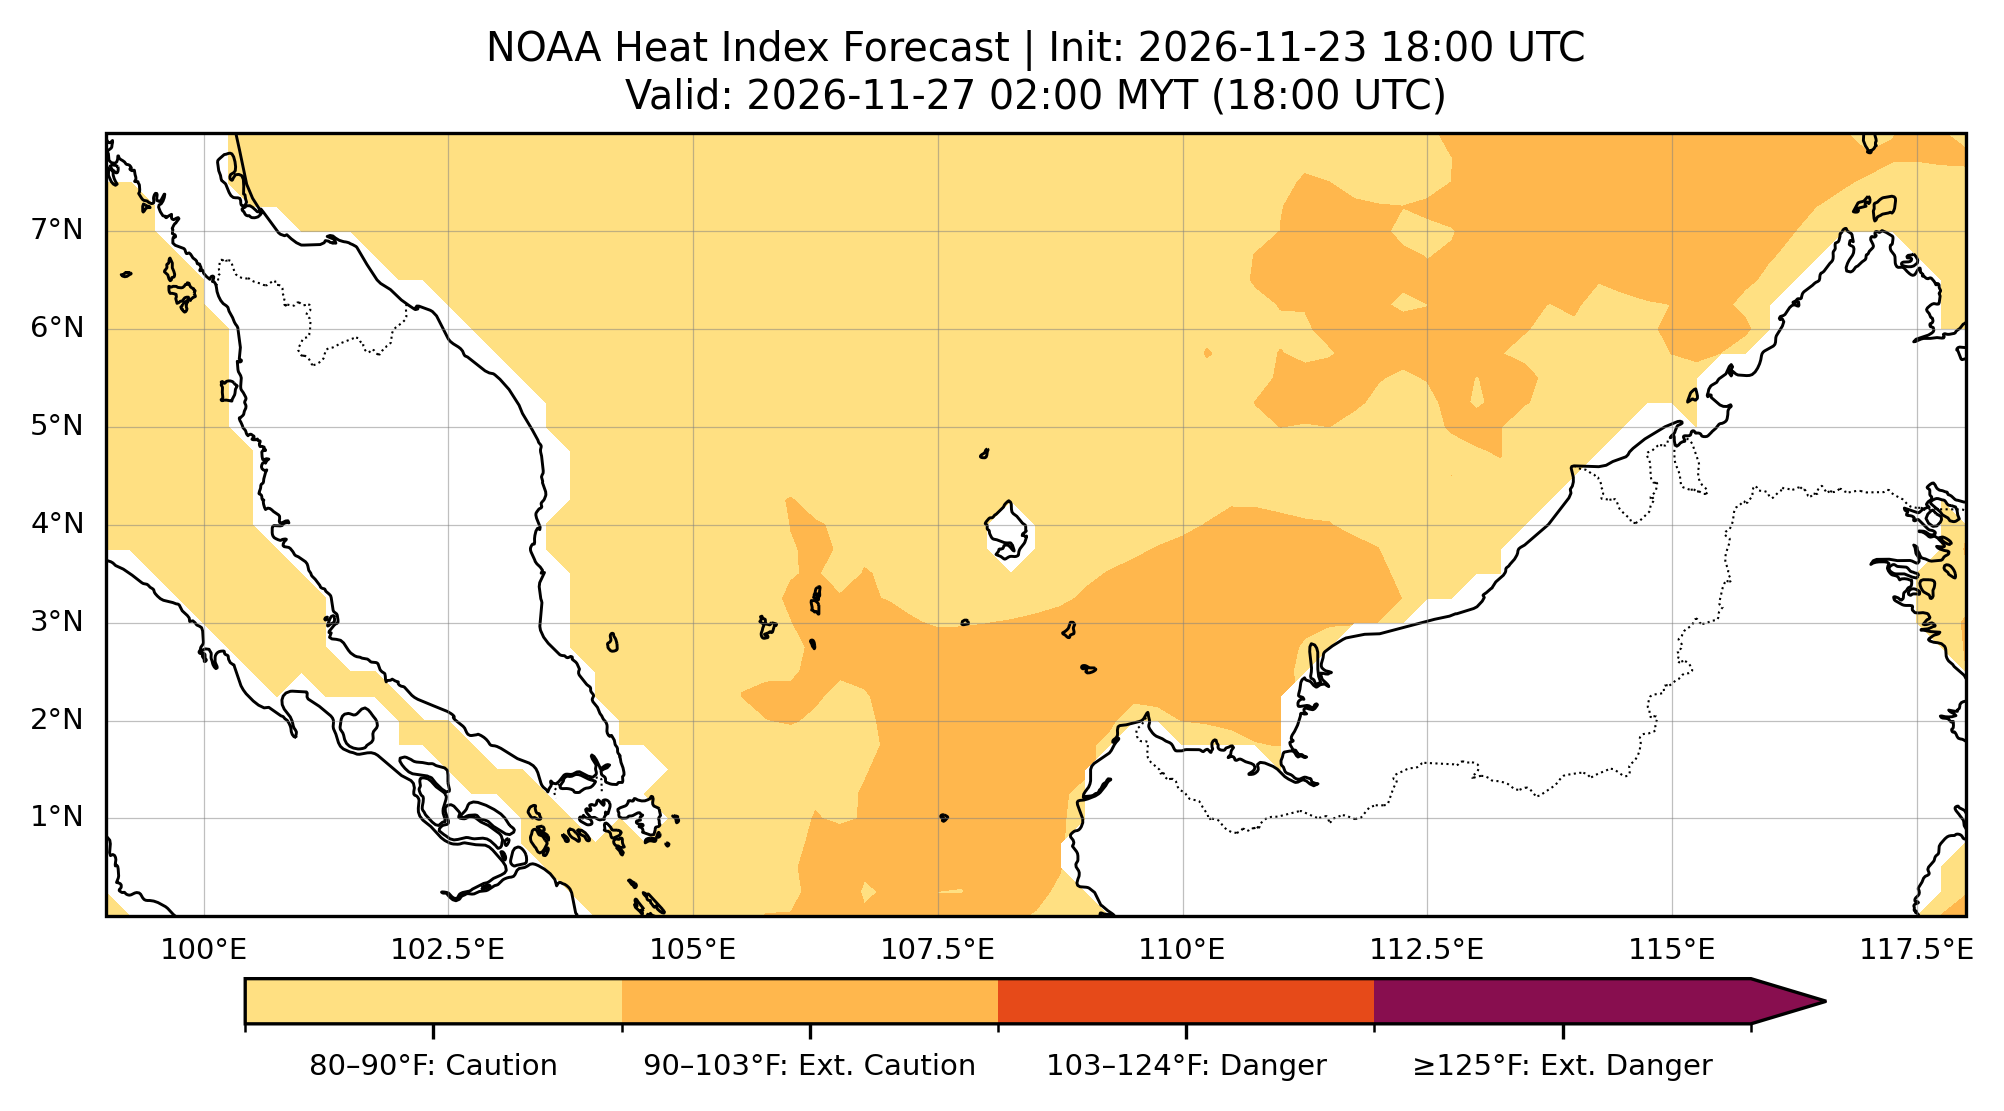 NOAA Heat Index Forecast | Init: 2026-11-23 18:00 UTC
Valid: 2026-11-27 02:00 MYT (18:00 UTC)
7°N
6°N
5°N
4°N
3°N
2°N
1°N
100°E 102.5°E 105°E 107.5°E 110°E 112.5°E 115°E 117.5°E
80–90°F: Caution 90–103°F: Ext. Caution 103–124°F: Danger ≥125°F: Ext. Danger